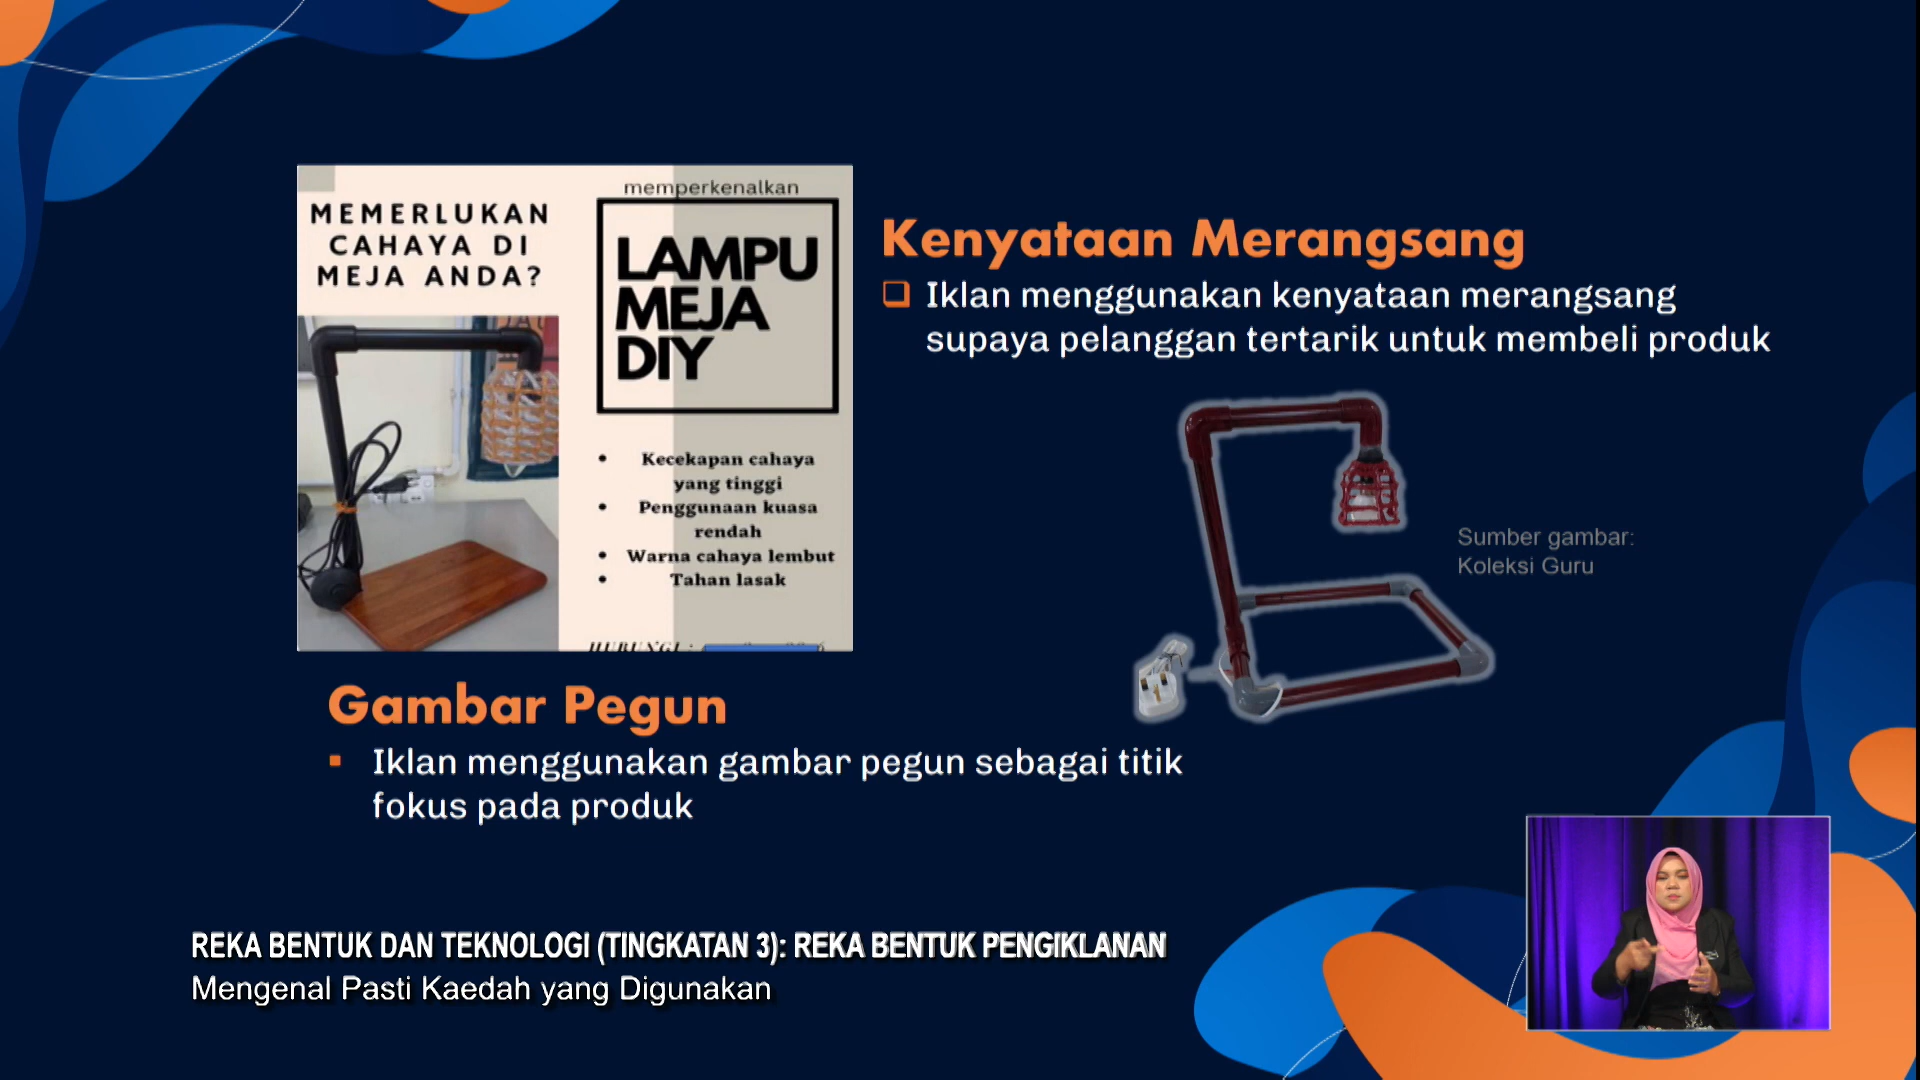 MEMERLUKAN
CAHAYA DI
MEJA ANDA?
memperkenalkan
LAMPU
MEJA
DIY
• Kecekapan cahaya
yang tinggi
• Penggunaan kuasa
rendah
• Warna cahaya lembut
• Tahan lasak
HUBUNGI :
Kenyataan Merangsang
Iklan menggunakan kenyataan merangsang
supaya pelanggan tertarik untuk membeli produk
Sumber gambar:
Koleksi Guru
Gambar Pegun
Iklan menggunakan gambar pegun sebagai titik
fokus pada produk
REKA BENTUK DAN TEKNOLOGI (TINGKATAN 3): REKA BENTUK PENGIKLANAN
Mengenal Pasti Kaedah yang Digunakan